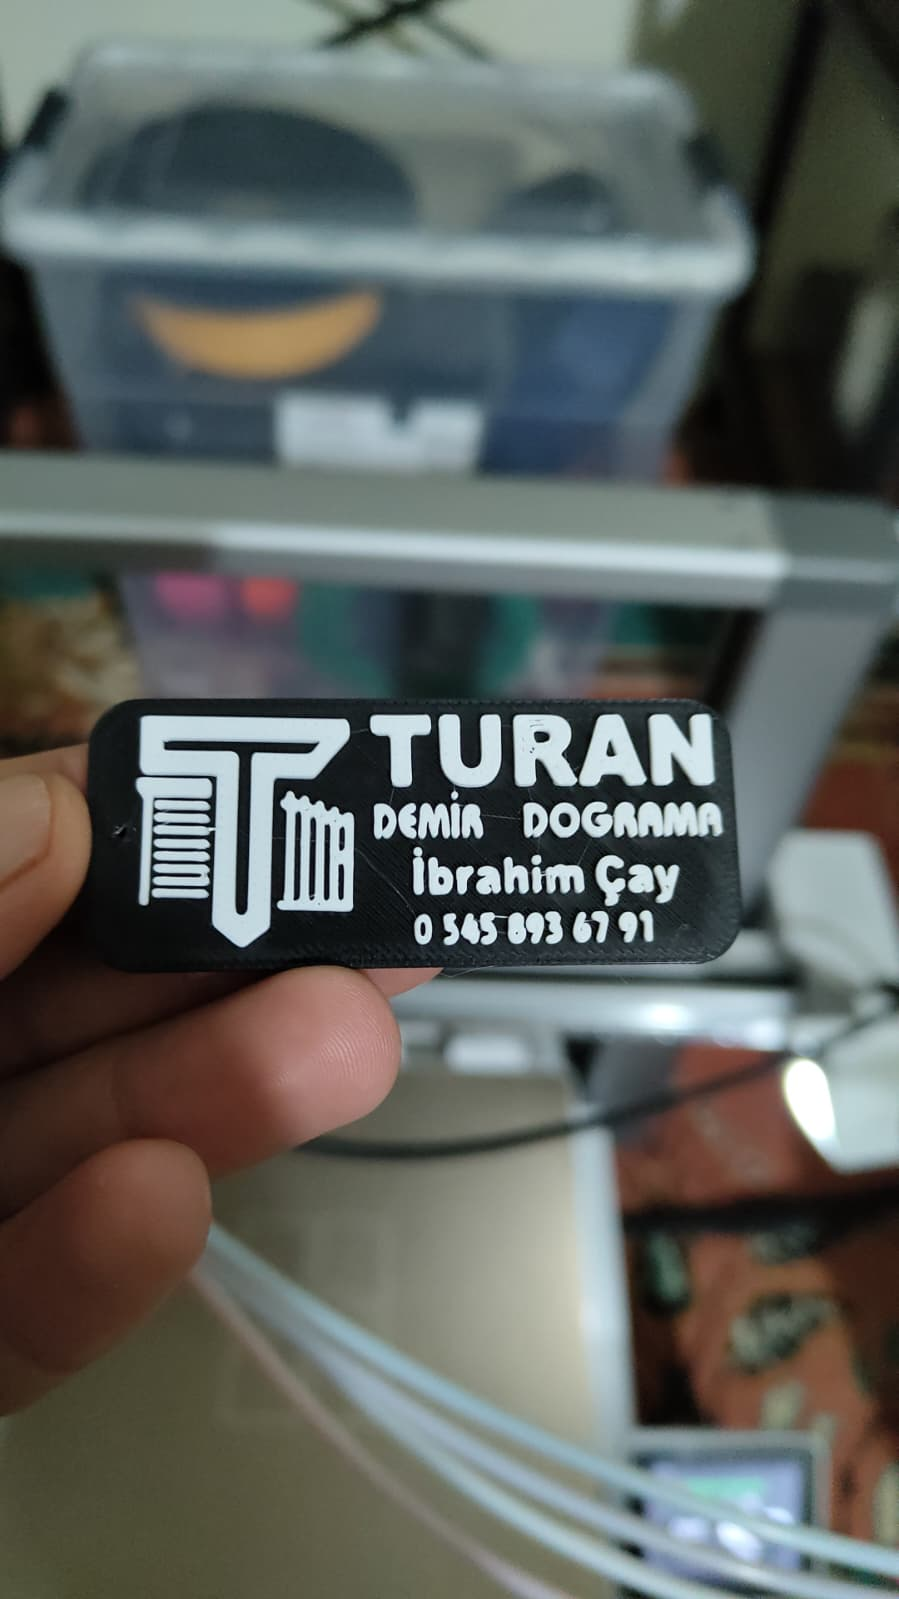 TURAN
DEMİR DOGRAMA
İbrahim Çay
0 545 893 67 91